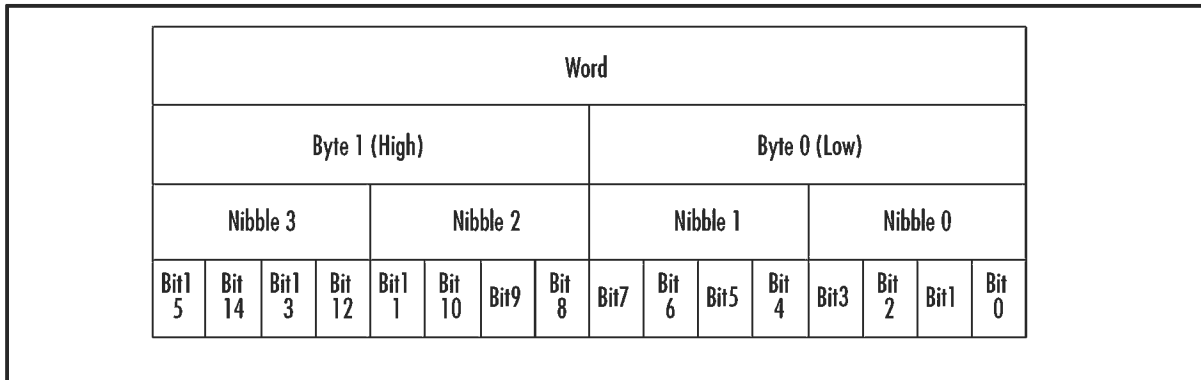 Word
Byte 1 (High) Byte 0 (Low)
Nibble 3 Nibble 2 Nibble 1 Nibble 0
Bit1 Bit Bit1 Bit Bit1 Bit Bit9 Bit Bit7 Bit Bit5 Bit Bit3 Bit Bit1 Bit
5 14 3 12 1 10 8 6 4 2 0